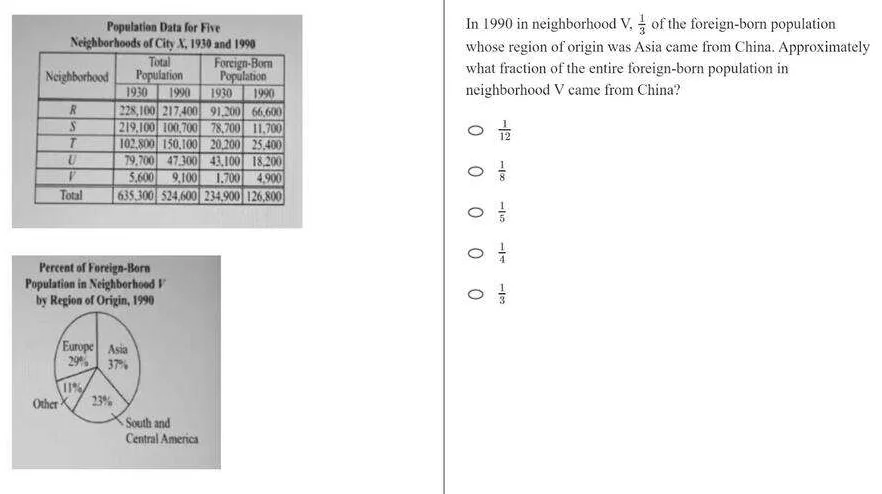 Population Data for Five
Neighborhoods of City X, 1930 and 1990
Neighborhood Total Population Foreign-Born Population
1930 1990 1930 1990
R 228,100 217,400 91,200 66,600
S 219,100 100,700 78,700 11,700
T 102,800 150,100 20,200 25,400
U 79,700 47,300 43,100 18,200
V 5,600 9,100 1,700 4,900
Total 635,300 524,600 234,900 126,800
Percent of Foreign-Born
Population in Neighborhood V
by Region of Origin, 1990
Europe 29%
Asia 37%
11%
Other
23%
South and
Central America
In 1990 in neighborhood V, 1/3 of the foreign-born population
whose region of origin was Asia came from China. Approximately
what fraction of the entire foreign-born population in
neighborhood V came from China?
1/12
1/8
1/5
1/4
1/3